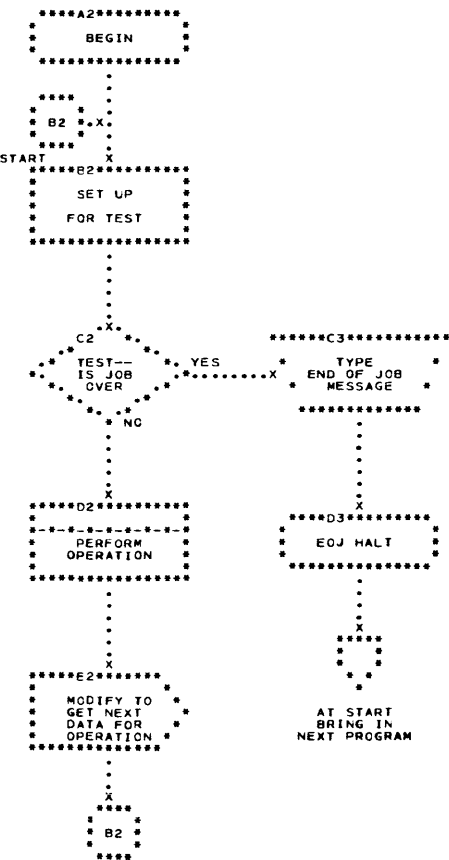 A2
BEGIN
B2
START
B2
SET UP
FOR TEST
C2
TEST--
IS JOB
OVER
YES
NO
C3
TYPE
END OF JOB
MESSAGE
D2
PERFORM
OPERATION
D3
EOJ HALT
E2
MODIFY TO
GET NEXT
DATA FOR
OPERATION
AT START
BRING IN
NEXT PROGRAM
B2